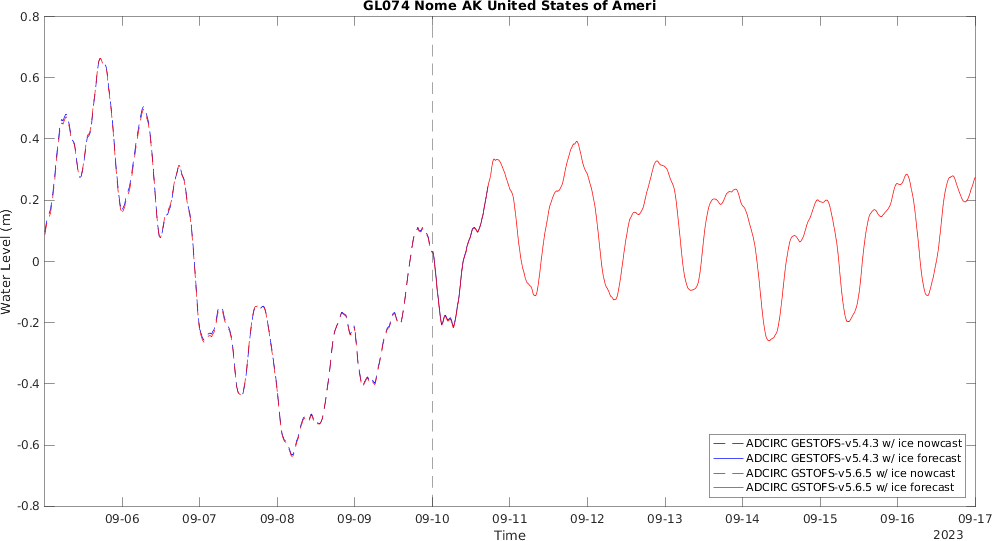 GL074 Nome AK United States of Ameri
0.8
0.6
0.4
0.2
0
-0.2
-0.4
-0.6
-0.8
Water Level (m)
ADCIRC GESTOFS-v5.4.3 w/ ice nowcast
ADCIRC GESTOFS-v5.4.3 w/ ice forecast
ADCIRC GSTOFS-v5.6.5 w/ ice nowcast
ADCIRC GSTOFS-v5.6.5 w/ ice forecast
09-06 09-07 09-08 09-09 09-10 09-11 09-12 09-13 09-14 09-15 09-16 09-17
Time
2023